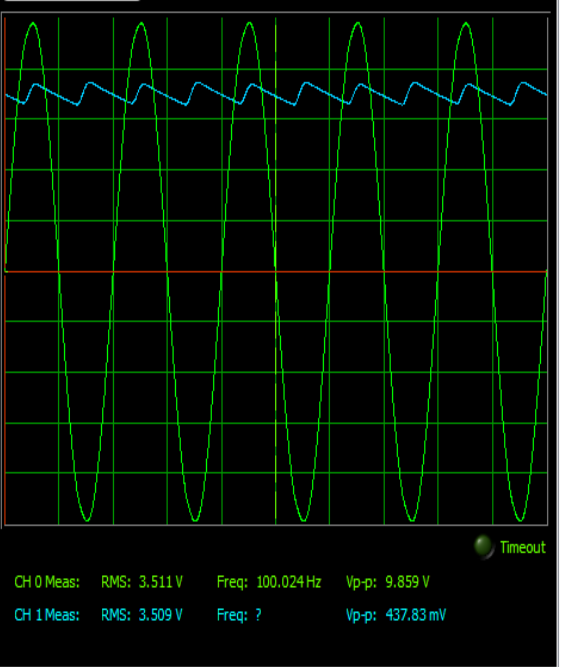 Timeout
CH 0 Meas: RMS: 3.511 V Freq: 100.024 Hz Vp-p: 9.859 V
CH 1 Meas: RMS: 3.509 V Freq: ? Vp-p: 437.83 mV